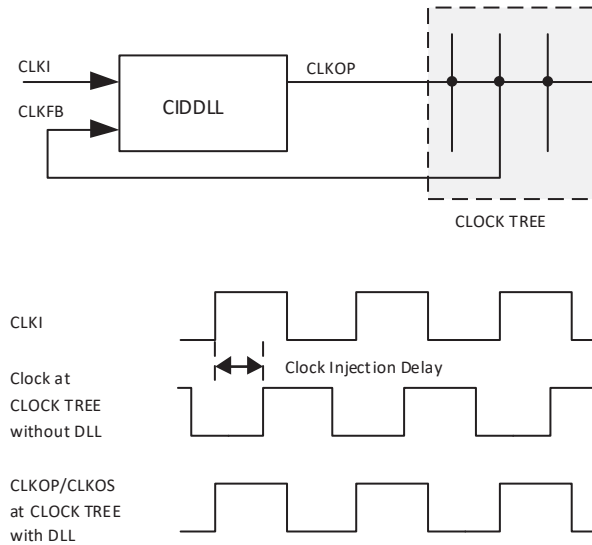 CLKI
CLKOP
CLKFB
CIDDLL
CLOCK TREE
CLKI
Clock Injection Delay
Clock at
CLOCK TREE
without DLL
CLKOP/CLKOS
at CLOCK TREE
with DLL